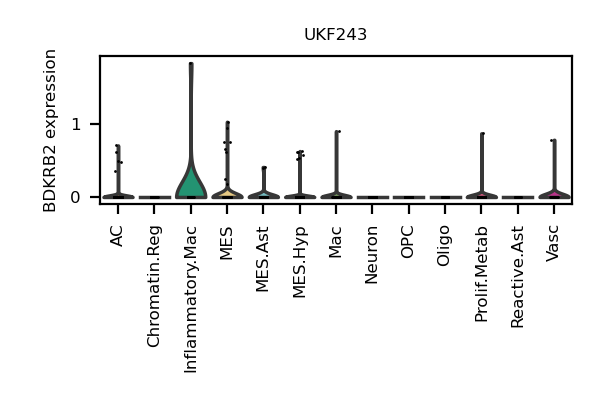 UKF243
BDKRB2 expression
1
0
AC
Chromatin.Reg
Inflammatory.Mac
MES
MES.Ast
MES.Hyp
Mac
Neuron
OPC
Oligo
Prolif.Metab
Reactive.Ast
Vasc